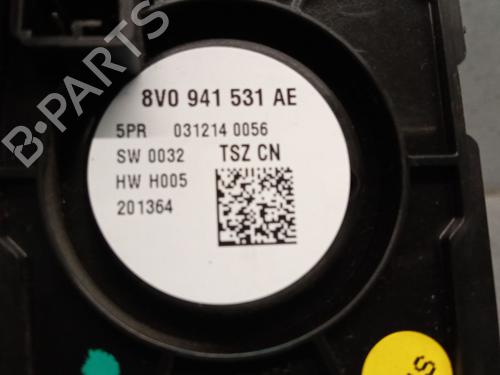 8V0 941 531 AE
5PR 031214 0056
SW 0032 TSZ CN
HW H005
201364
B-PARTS